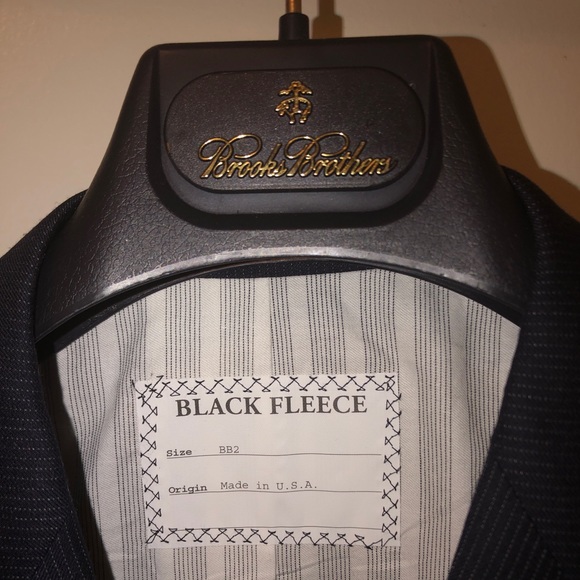 Brooks Brothers
BLACK FLEECE
Size BB2
Origin Made in U.S.A.